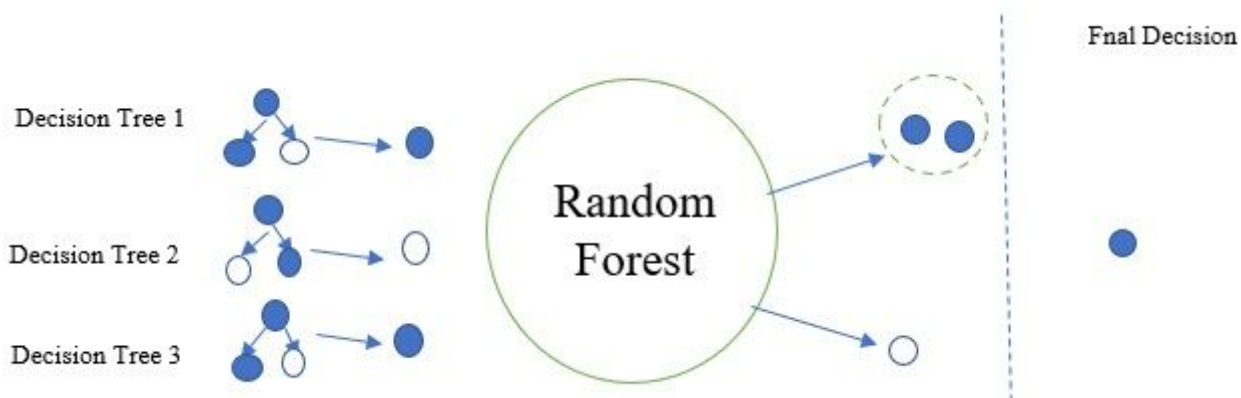 Fnal Decision
Decision Tree 1
Random
Forest
Decision Tree 2
Decision Tree 3